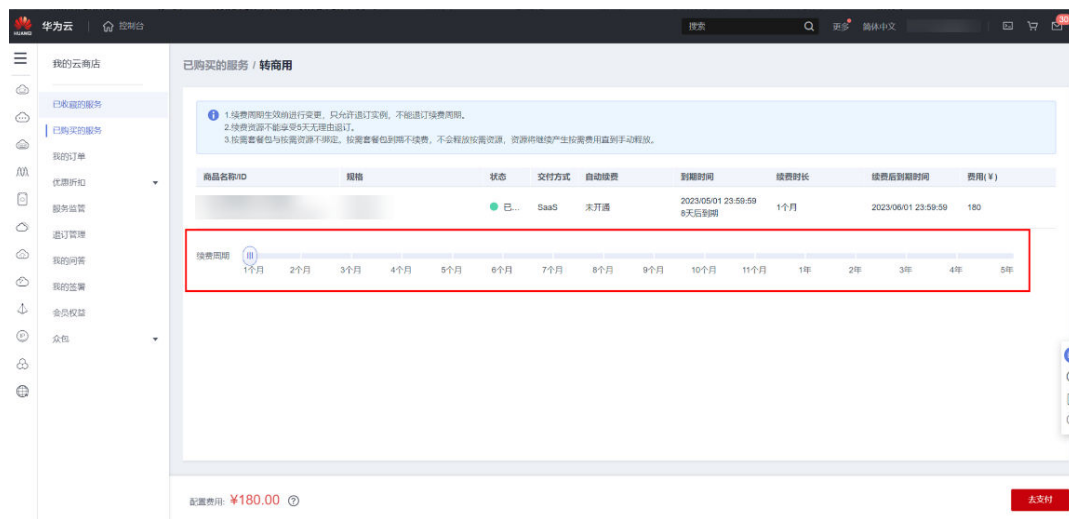 HUAWEI 华为云 控制台 搜索 更多 简体中文 30
我的云商店
已收藏的服务
已购买的服务
我的订单
优惠折扣
服务监管
退订管理
我的问答
我的签署
会员权益
众包
已购买的服务 / 转商用
1.续费周期生效前进行变更，只允许退订实例，不能退订续费周期。
2.续费资源不能享受5天无理由退订。
3.按需套餐包与按需资源不绑定。按需套餐包到期不续费，不会释放按需资源，资源将继续产生按需费用直到手动释放。
商品名称/ID 规格 状态 交付方式 自动续费 到期时间 续费时长 续费后到期时间 费用(¥)
已... SaaS 未开通 2023/05/01 23:59:59 1个月 2023/06/01 23:59:59 180
8天后到期
续费周期
1个月 2个月 3个月 4个月 5个月 6个月 7个月 8个月 9个月 10个月 11个月 1年 2年 3年 4年 5年
配置费用: ¥180.00 去支付